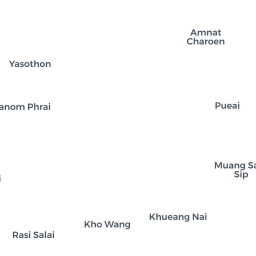 Amnat
Charoen
Yasothon
anom Phrai
Pueai
Muang Sa
Sip
i
Khueang Nai
Kho Wang
Rasi Salai